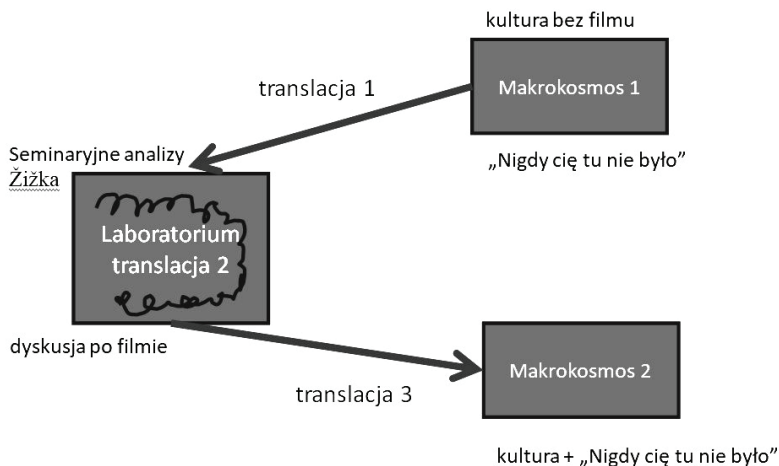 kultura bez filmu
Makrokosmos 1
translacja 1
„Nigdy cię tu nie było”
Seminaryjne analizy
Žižka
Laboratorium
translacja 2
dyskusja po filmie
Makrokosmos 2
translacja 3
kultura + „Nigdy cię tu nie było”